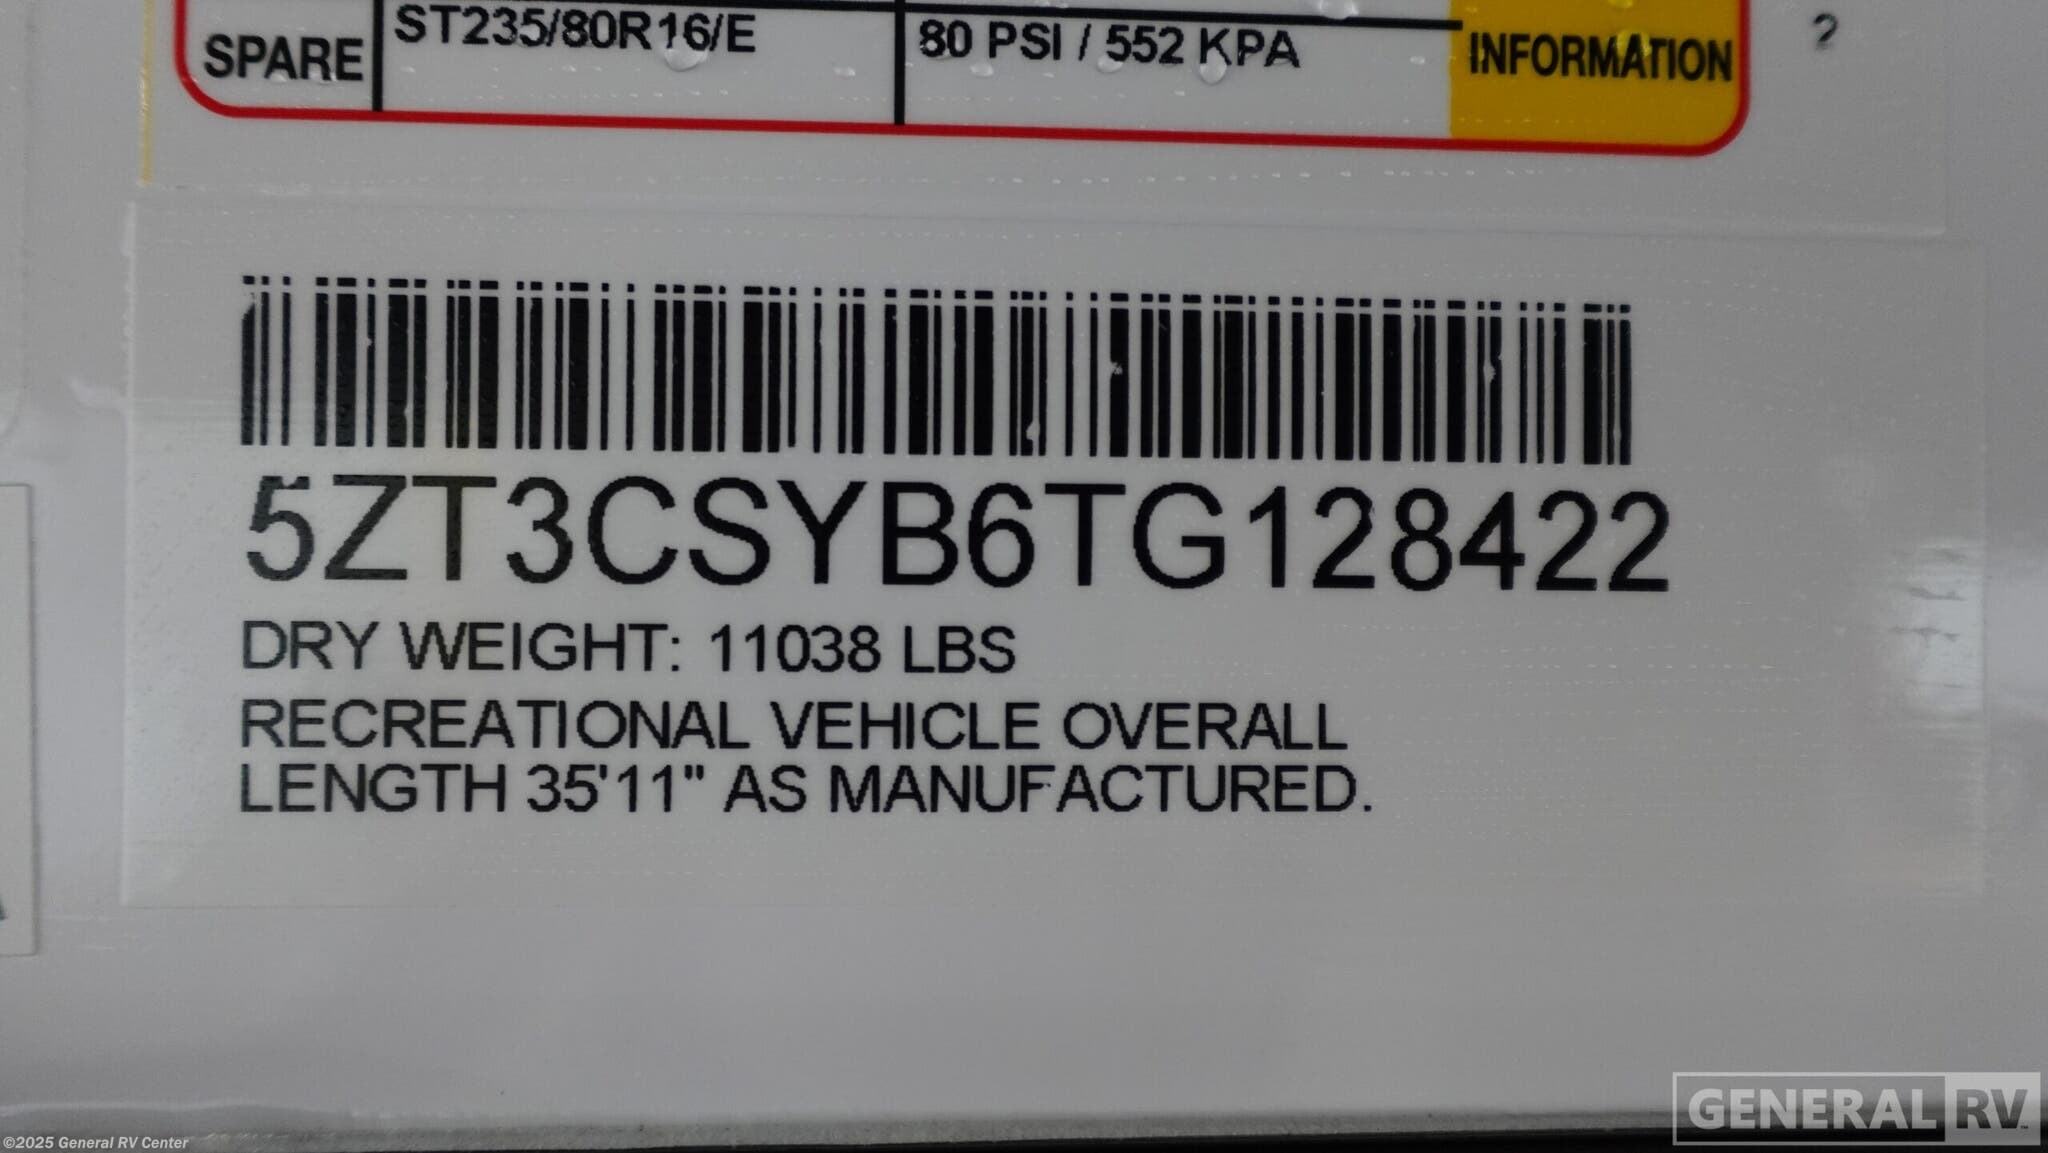 SPARE ST235/80R16/E 80 PSI / 552 KPA INFORMATION 2
5ZT3CSYB6TG128422
DRY WEIGHT: 11038 LBS
RECREATIONAL VEHICLE OVERALL
LENGTH 35'11" AS MANUFACTURED.
GENERAL RV
©2025 General RV Center